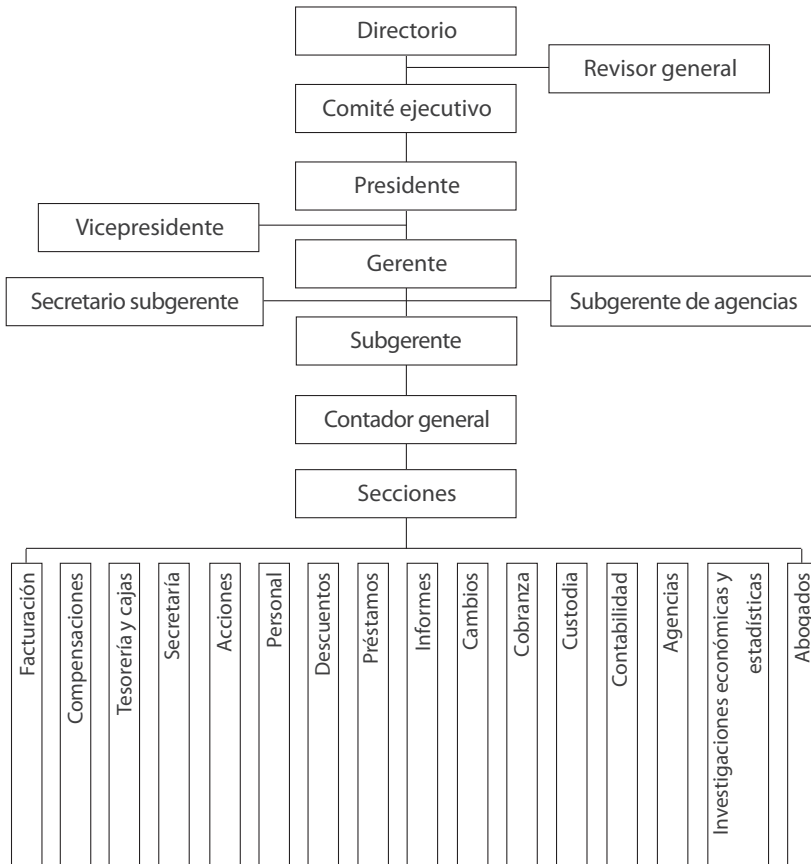 Directorio
Revisor general
Comité ejecutivo
Presidente
Vicepresidente
Gerente
Secretario subgerente
Subgerente de agencias
Subgerente
Contador general
Secciones
Facturación
Compensaciones
Tesorería y cajas
Secretaría
Acciones
Personal
Descuentos
Préstamos
Informes
Cambios
Cobranza
Custodia
Contabilidad
Agencias
Investigaciones económicas y
estadísticas
Abogados